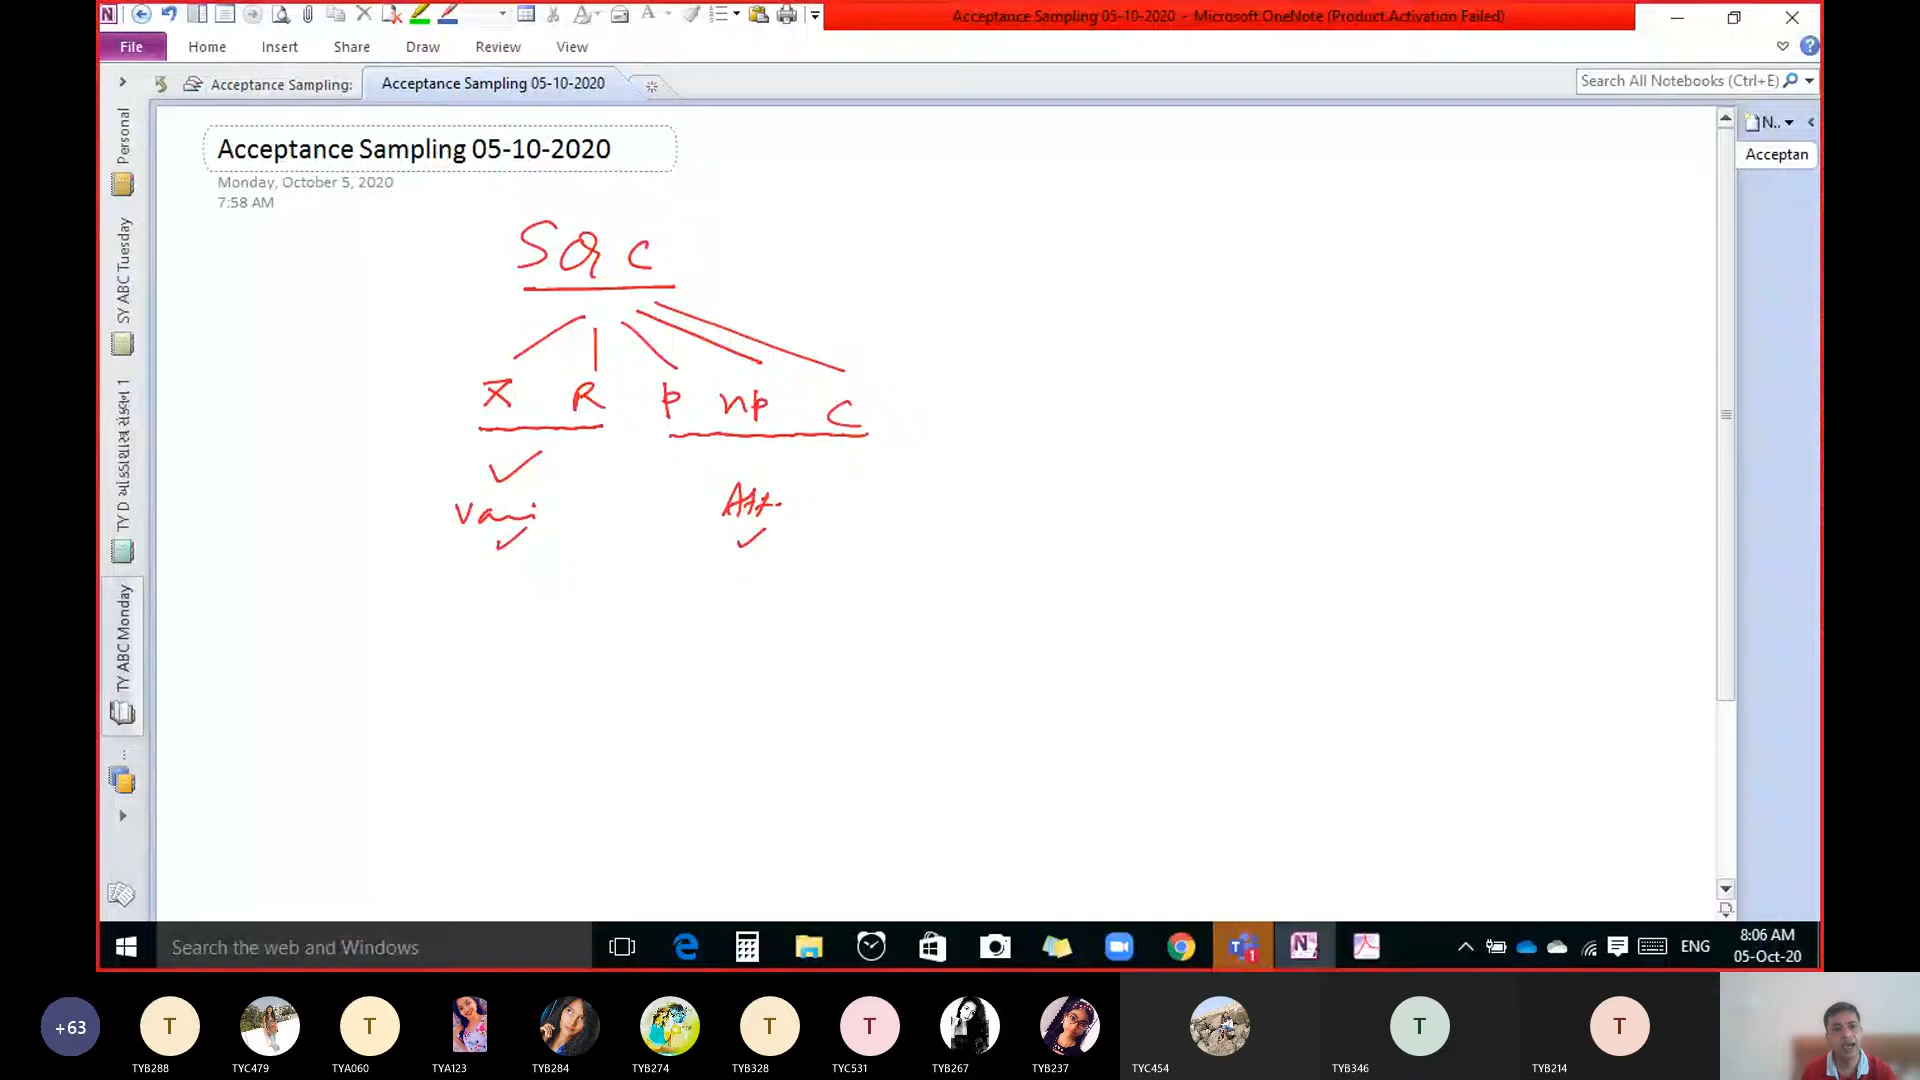 Acceptance Sampling 05-10-2020 - Microsoft OneNote (Product Activation Failed)
File Home Insert Share Draw Review View
Acceptance Sampling: Acceptance Sampling 05-10-2020
Search All Notebooks (Ctrl+E)
Personal
SY ABC Tuesday
TY ABC Monday
N..
Acceptan
Acceptance Sampling 05-10-2020
Monday, October 5, 2020
7:58 AM
SQC
X̄ R p np C
Vari Att.
Search the web and Windows
1
ENG
8:06 AM
05-Oct-20
+63
T T T T T T T
TYB288 TYC479 TYA060 TYA123 TYB284 TYB274 TYB328 TYC531 TYB267 TYB237 TYC454 TYB346 TYB214